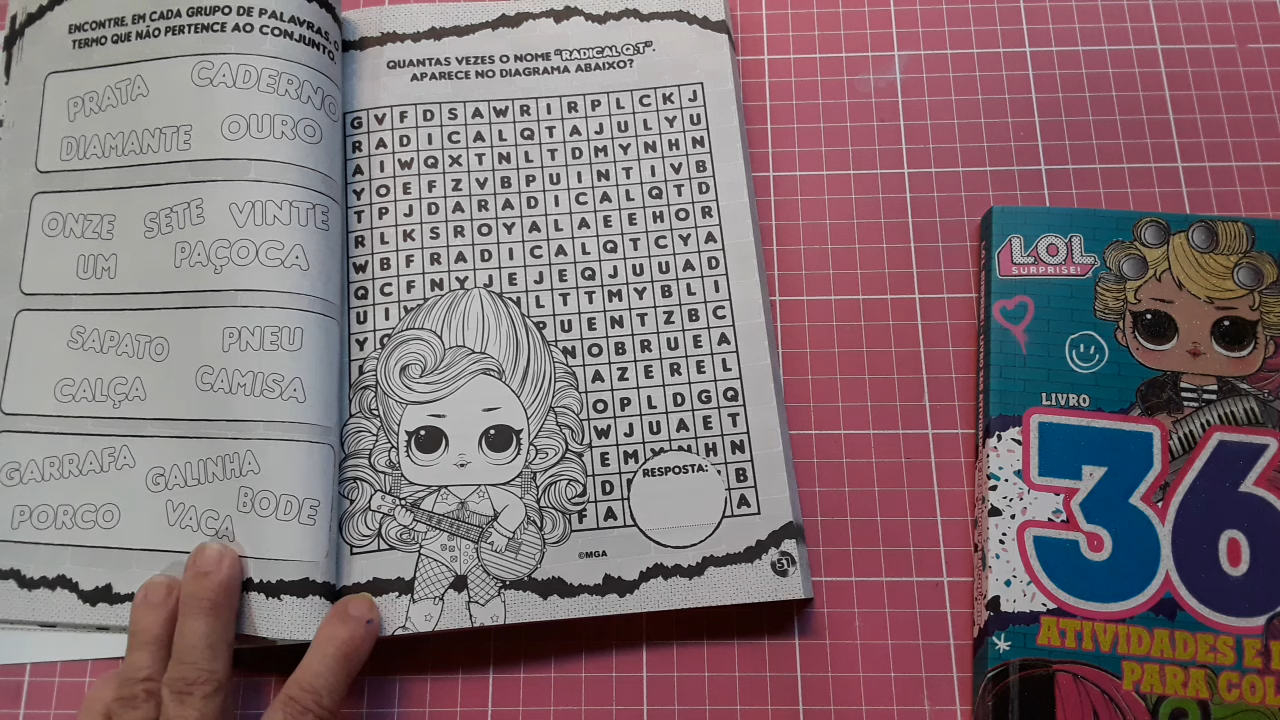 ENCONTRE, EM CADA GRUPO DE PALAVRAS, O
TERMO QUE NÃO PERTENCE AO CONJUNTO.
PRATA CADERNO
DIAMANTE OURO
ONZE SETE VINTE
UM PAÇOCA
SAPATO PNEU
CALÇA CAMISA
GARRAFA GALINHA
PORCO VACA BODE
QUANTAS VEZES O NOME "RADICAL Q.T".
APARECE NO DIAGRAMA ABAIXO?
G V F D S A W R I R P L C K J
R A D I C A L Q T A J U L Y U
A I W Q X T N L T D M Y N H N
Y O E F Z V B P U I N T I V B
T P J D A R A D I C A L Q T D
R L K S R O Y A L A E E H O R
W B F R A D I C A L Q T C Y A
Q C F N Y J E J E Q J U U A D
U I N L T T M Y B L I
Y P U E N T Z B C
N O B R U E A
A Z E R E L
O P L D G Q
W J U A E T
E M Y N H N
A D B
F A A
RESPOSTA:
©MGA
51
L.O.L.
SURPRISE!
LIVRO
36
ATIVIDADES E
PARA COL